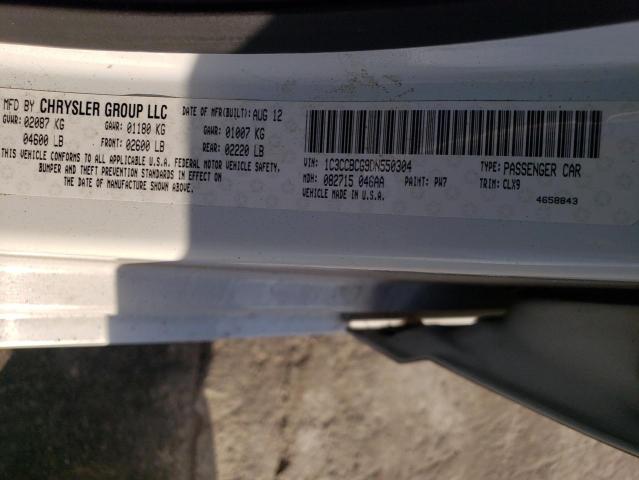 MFD BY CHRYSLER GROUP LLC DATE OF MFR(BUILT): AUG 12
GVWR: 02087 KG GAWR: 01180 KG GAWR: 01007 KG
04600 LB FRONT: 02600 LB REAR: 02220 LB
THIS VEHICLE CONFORMS TO ALL APPLICABLE U.S.A. FEDERAL MOTOR VEHICLE SAFETY,
BUMPER AND THEFT PREVENTION STANDARDS IN EFFECT ON
THE DATE OF MANUFACTURE SHOWN ABOVE.
VIN: 1C3CCBCG9DN550304 TYPE: PASSENGER CAR
MDH: 082715 046AA PAINT: PW7 TRIM: CLX9
VEHICLE MADE IN U.S.A. 4658843